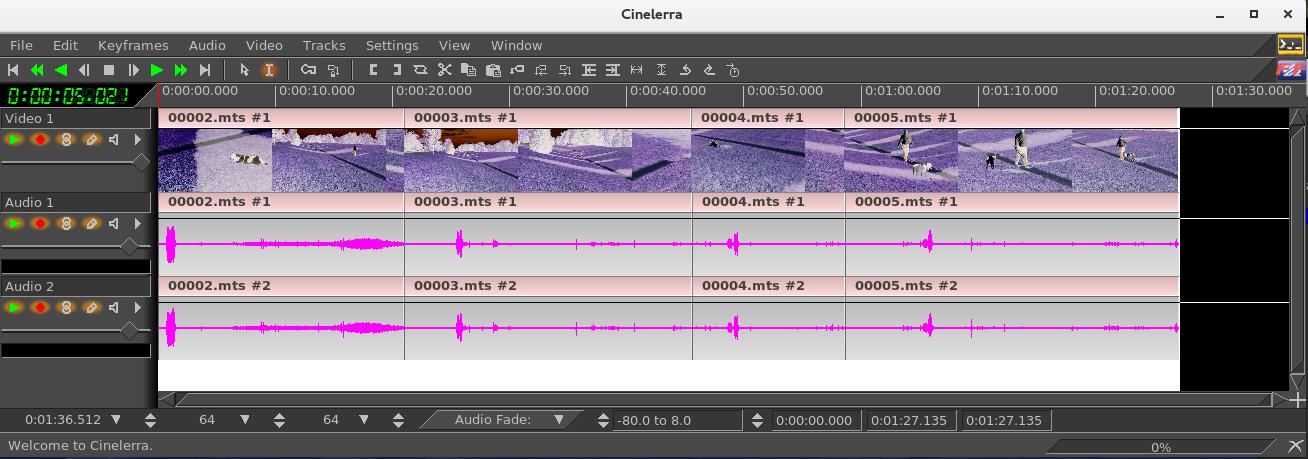 Cinelerra
File Edit Keyframes Audio Video Tracks Settings View Window
0:00:05:021 0:00:00.000 0:00:10.000 0:00:20.000 0:00:30.000 0:00:40.000 0:00:50.000 0:01:00.000 0:01:10.000 0:01:20.000 0:01:30.000
Video 1 00002.mts #1 00003.mts #1 00004.mts #1 00005.mts #1
Audio 1 00002.mts #1 00003.mts #1 00004.mts #1 00005.mts #1
Audio 2 00002.mts #2 00003.mts #2 00004.mts #2 00005.mts #2
0:01:36.512 64 64 Audio Fade: -80.0 to 8.0 0:00:00.000 0:01:27.135 0:01:27.135
Welcome to Cinelerra. 0%